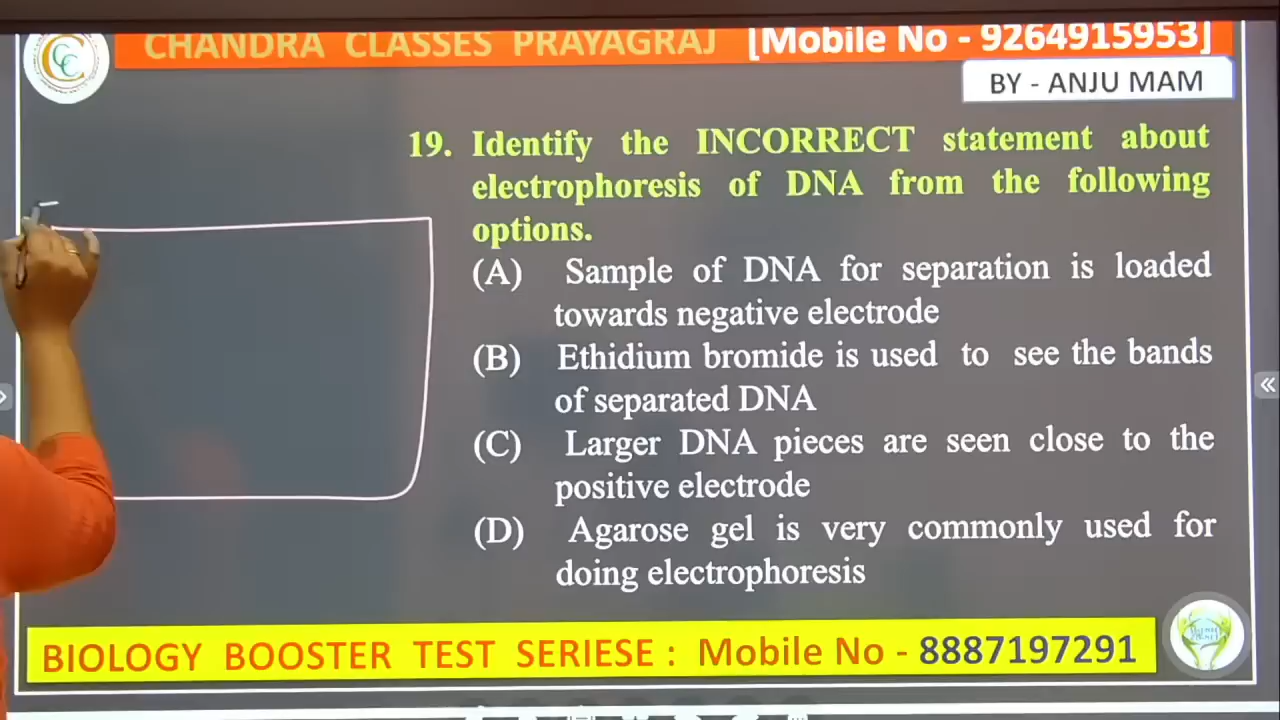 CHANDRA CLASSES PRAYAGRAJ [Mobile No - 9264915953]
BY - ANJU MAM
19. Identify the INCORRECT statement about
electrophoresis of DNA from the following
options.
(A) Sample of DNA for separation is loaded
towards negative electrode
(B) Ethidium bromide is used to see the bands
of separated DNA
(C) Larger DNA pieces are seen close to the
positive electrode
(D) Agarose gel is very commonly used for
doing electrophoresis
BIOLOGY BOOSTER TEST SERIESE : Mobile No - 8887197291